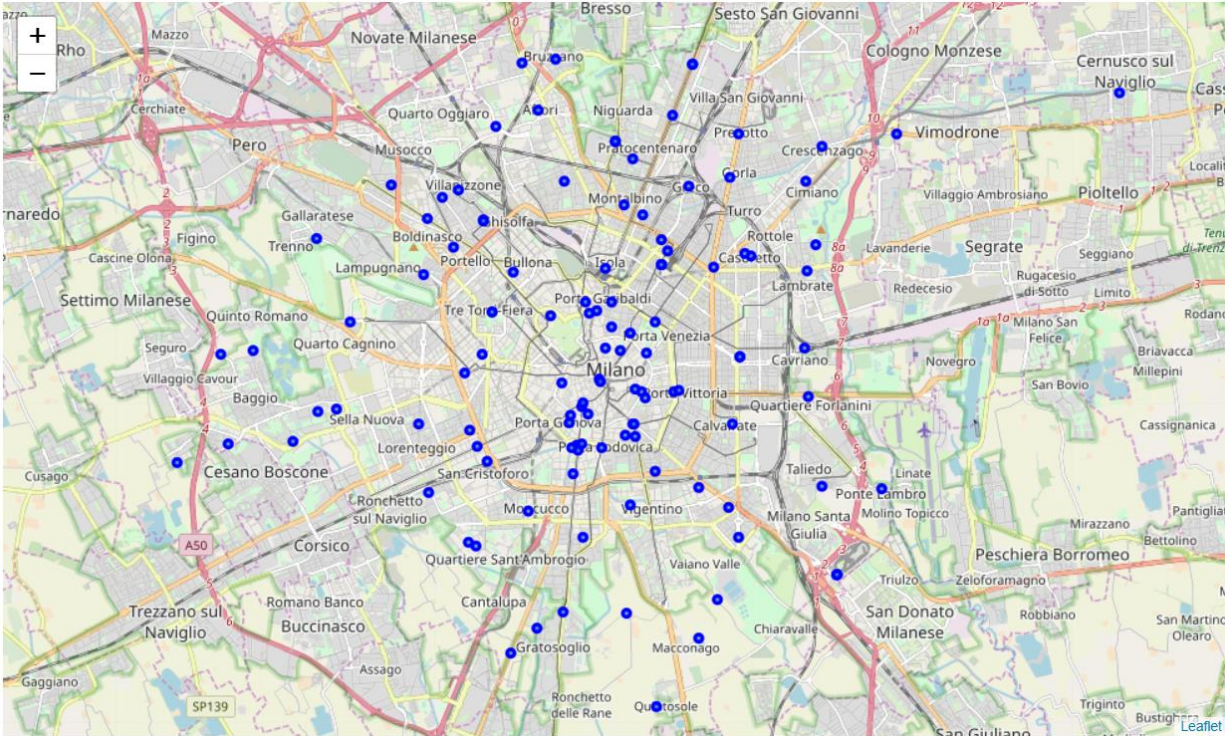 Bresso
Sesto San Giovanni
Mazzo
+
Novate Milanese
Rho
Cologno Monzese
Cernusco sul
Naviglio
−
Bruzzano
1a
10
Villa San Giovanni
Cerchiate
Quarto Oggiaro
Affori
Niguarda
Precotto
Vimodrone
Pero
Musocco
Pratocentenaro
Crescenzago
9
Gorla
Cimiano
Villapizzone
Greco
Villaggio Ambrosiano
Pioltello
Montalbino
Turro
Gallaratese
Ghisolfa
Boldinasco
Figino
Trenno
Rottole
Segrate
Lavanderie
Seggiano
Cascine Olona
Portello
Bullona
Isola
Casoretto
8a
Lampugnano
Lambrate
Redecesio
Rugacesio
di Sotto
Limito
Settimo Milanese
Porta Garibaldi
Quinto Romano
Tre Torri-Fiera
Milano San
Felice
Seguro
Quarto Cagnino
Porta Venezia
Cavriano
Novegro
Briavacca
Millepini
Villaggio Cavour
Milano
San Bovio
Baggio
Porta Vittoria
Quartiere Forlanini
Sella Nuova
Porta Genova
Calvairate
Cassignanica
Lorenteggio
Porta Lodovica
Cusago
Cesano Boscone
San Cristoforo
Taliedo
Linate
Ronchetto
sul Naviglio
Ponte Lambro
Morcucco
Vigentino
Molino Topicco
Milano Santa
Giulia
Mirazzano
A50
Corsico
Bettolino
Quartiere Sant'Ambrogio
Vaiano Valle
Peschiera Borromeo
Triulzo
Zeloforamagno
Trezzano sul
Naviglio
Romano Banco
Cantalupa
Buccinasco
San Donato
Milanese
Robbiano
San Martino
Olearo
Chiaravalle
Gratosoglio
Macconago
Assago
Gaggiano
Ronchetto
delle Rane
Quintosole
SP139
Triginto
San Giuliano
Leaflet